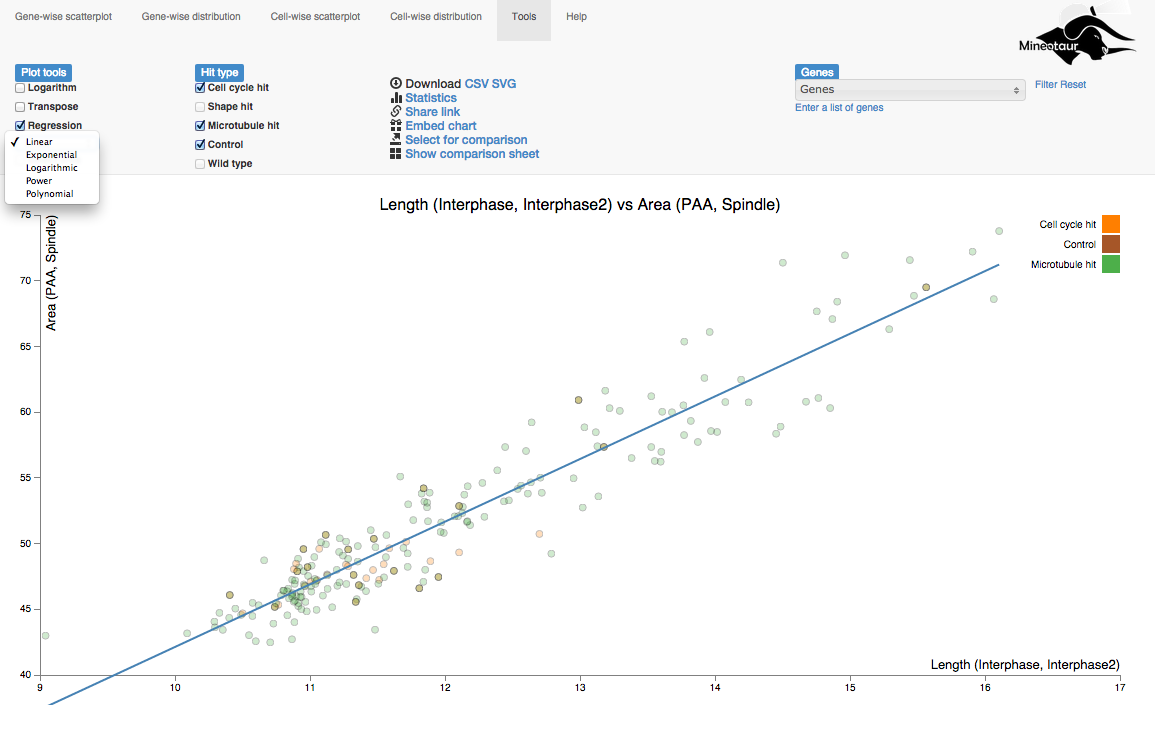 Gene-wise scatterplot Gene-wise distribution Cell-wise scatterplot Cell-wise distribution Tools Help
Mineotaur
Plot tools
Logarithm
Transpose
Regression
✓ Linear
Exponential
Logarithmic
Power
Polynomial
Hit type
Cell cycle hit
Shape hit
Microtubule hit
Control
Wild type
Download CSV SVG
Statistics
Share link
Embed chart
Select for comparison
Show comparison sheet
Genes
Genes
Filter Reset
Enter a list of genes
Length (Interphase, Interphase2) vs Area (PAA, Spindle)
Cell cycle hit
Control
Microtubule hit
Area (PAA, Spindle)
75
70
65
60
55
50
45
40
Length (Interphase, Interphase2)
9 10 11 12 13 14 15 16 17